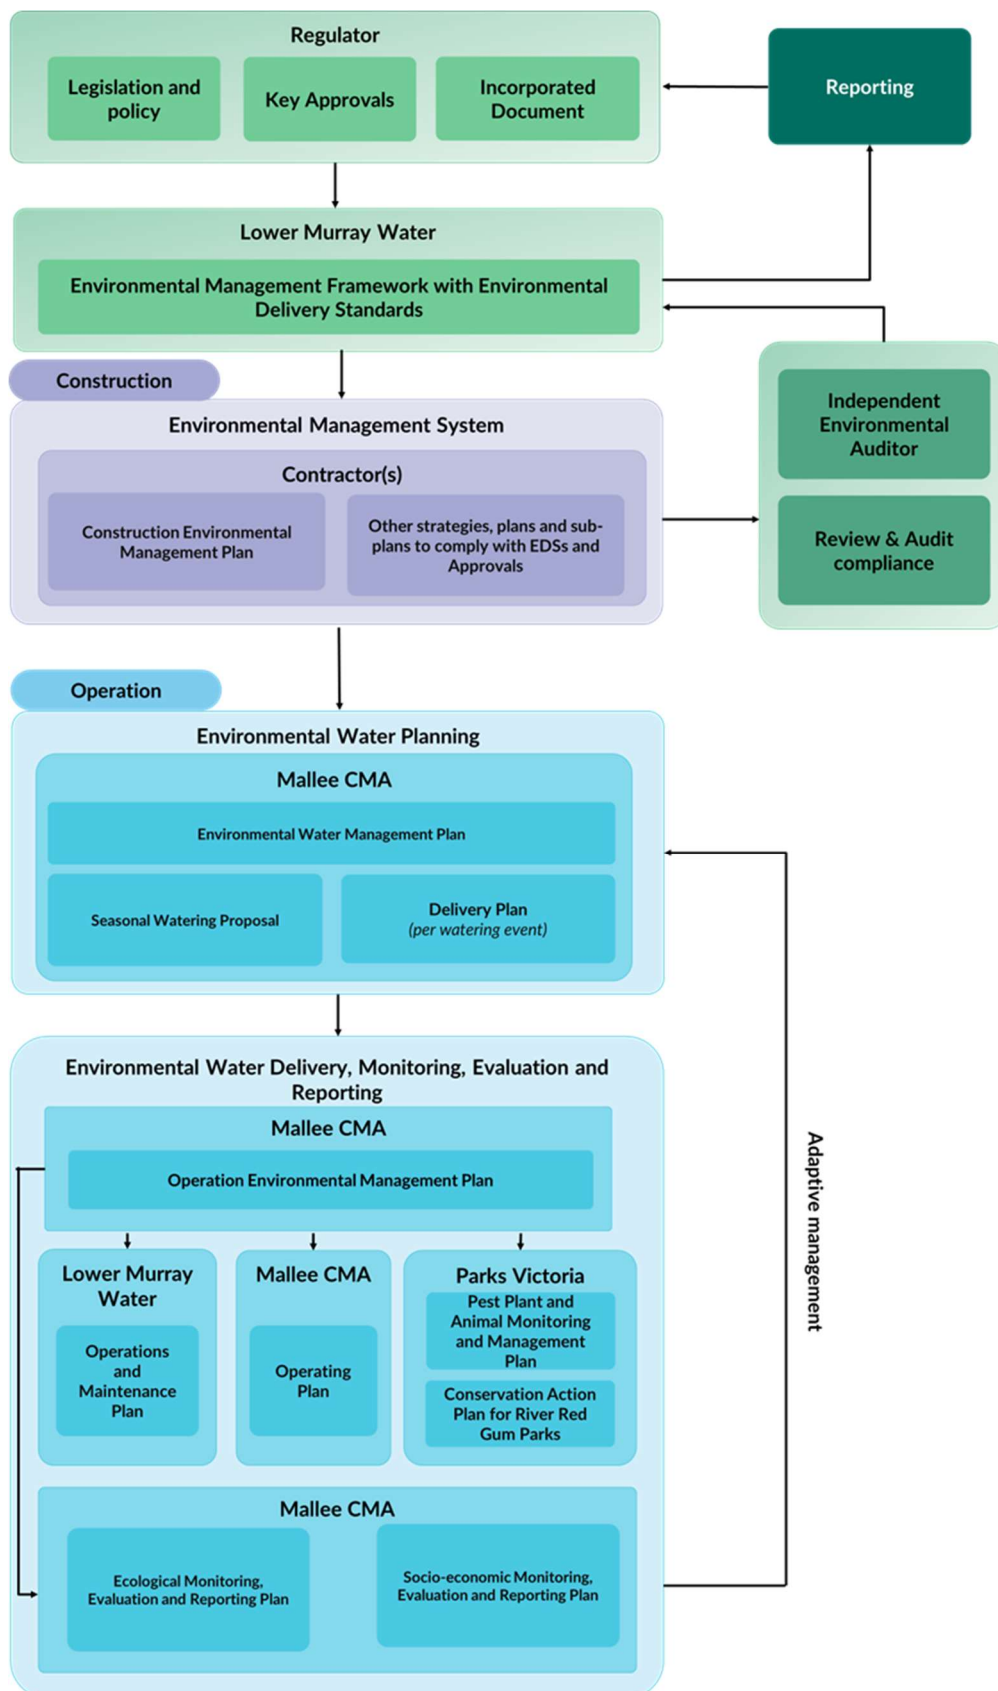 Regulator
Legislation and
policy
Key Approvals
Incorporated
Document
Reporting
Lower Murray Water
Environmental Management Framework with Environmental
Delivery Standards
Construction
Environmental Management System
Contractor(s)
Construction Environmental
Management Plan
Other strategies, plans and sub-
plans to comply with EDSs and
Approvals
Independent
Environmental
Auditor
Review & Audit
compliance
Operation
Environmental Water Planning
Mallee CMA
Environmental Water Management Plan
Seasonal Watering Proposal
Delivery Plan
(per watering event)
Environmental Water Delivery, Monitoring, Evaluation and
Reporting
Mallee CMA
Operation Environmental Management Plan
Lower Murray
Water
Operations
and
Maintenance
Plan
Mallee CMA
Operating
Plan
Parks Victoria
Pest Plant and
Animal Monitoring
and Management
Plan
Conservation Action
Plan for River Red
Gum Parks
Mallee CMA
Ecological Monitoring,
Evaluation and Reporting Plan
Socio-economic Monitoring,
Evaluation and Reporting Plan
Adaptive management